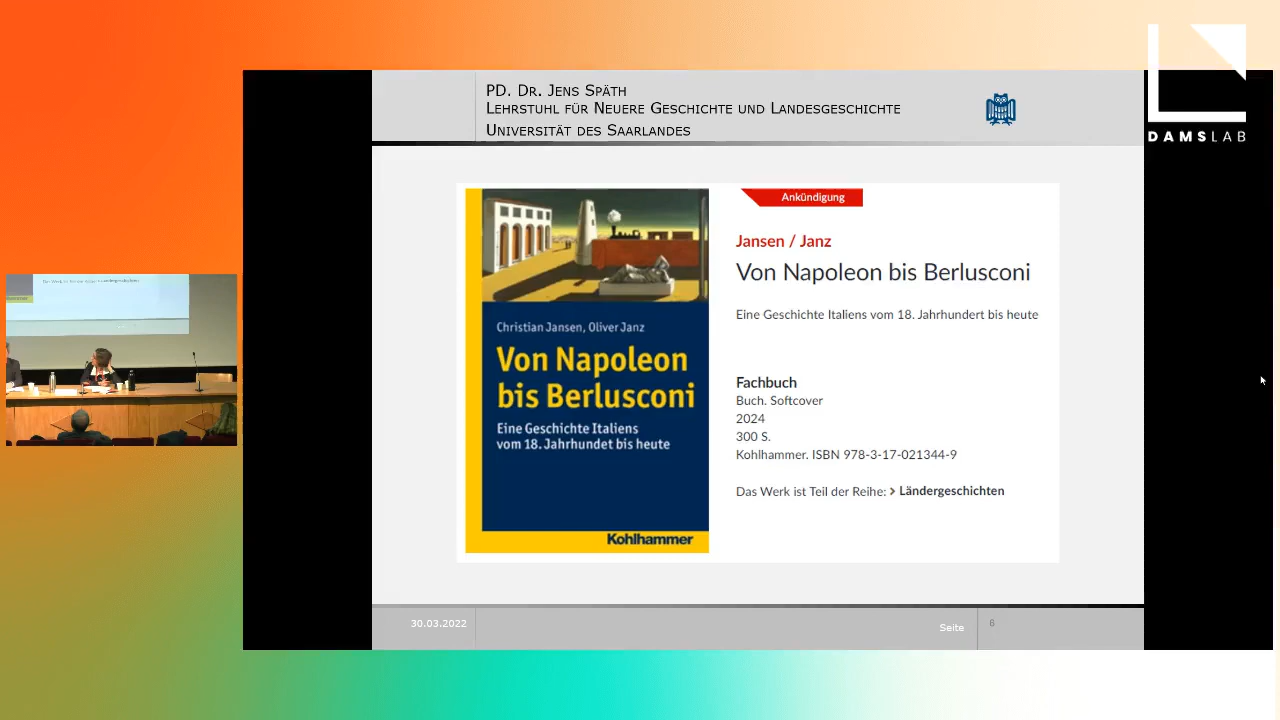 PD. Dr. Jens Späth
Lehrstuhl für Neuere Geschichte und Landesgeschichte
Universität des Saarlandes
DAMSLAB
Ankündigung
Jansen / Janz
Von Napoleon bis Berlusconi
Eine Geschichte Italiens vom 18. Jahrhundert bis heute
Fachbuch
Buch. Softcover
2024
300 S.
Kohlhammer. ISBN 978-3-17-021344-9
Das Werk ist Teil der Reihe: > Ländergeschichten
Christian Jansen, Oliver Janz
Von Napoleon
bis Berlusconi
Eine Geschichte Italiens
vom 18. Jahrhundet bis heute
Kohlhammer
30.03.2022
Seite
6